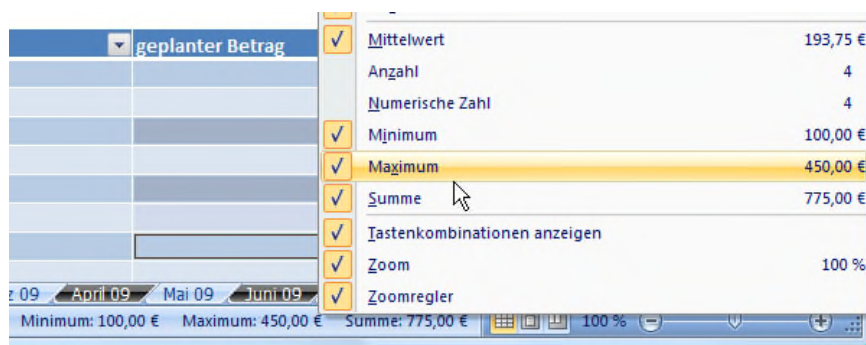 geplanter Betrag
Mittelwert 193,75 €
Anzahl 4
Numerische Zahl 4
Minimum 100,00 €
Maximum 450,00 €
Summe 775,00 €
Tastenkombinationen anzeigen
Zoom 100 %
Zoomregler
09 April 09 Mai 09 Juni 09
Minimum: 100,00 € Maximum: 450,00 € Summe: 775,00 € 100 %